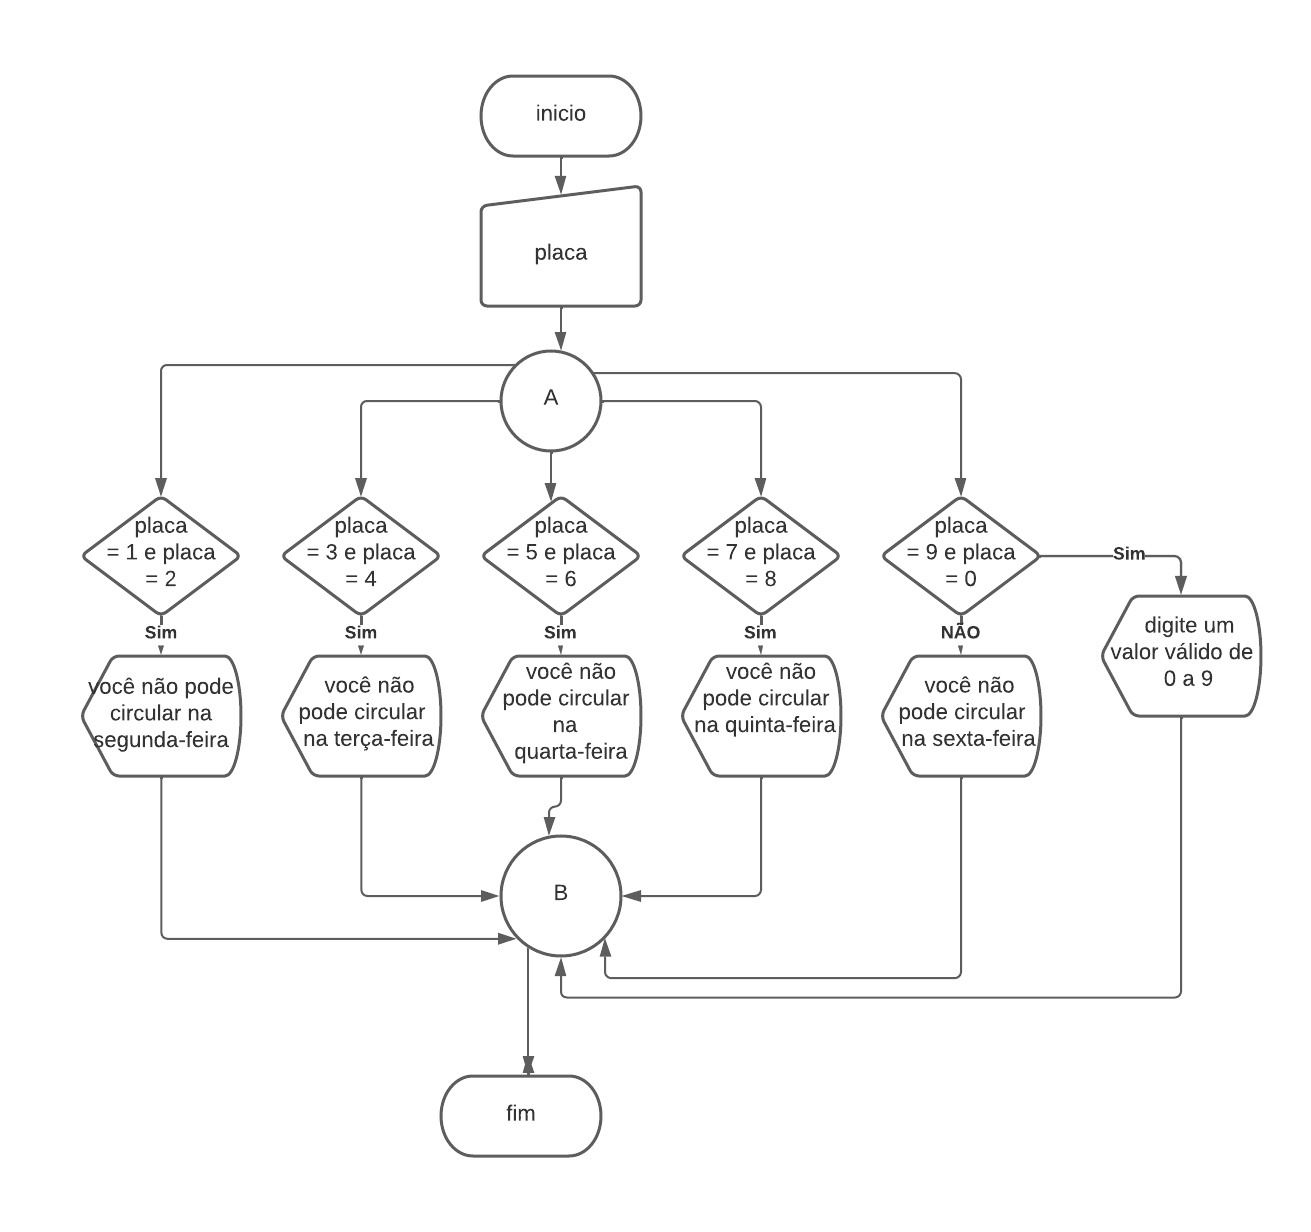 inicio
placa
A
placa
= 1 e placa
= 2
placa
= 3 e placa
= 4
placa
= 5 e placa
= 6
placa
= 7 e placa
= 8
placa
= 9 e placa
= 0
Sim
Sim
Sim
Sim
Sim
NÃO
você não pode
circular na
segunda-feira
você não
pode circular
na terça-feira
você não
pode circular
na
quarta-feira
você não
pode circular
na quinta-feira
você não
pode circular
na sexta-feira
digite um
valor válido de
0 a 9
B
fim